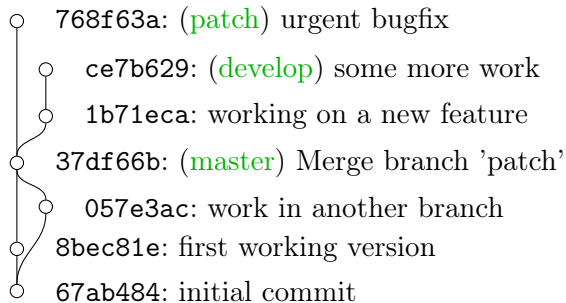 768f63a: (patch) urgent bugfix
ce7b629: (develop) some more work
1b71eca: working on a new feature
37df66b: (master) Merge branch 'patch'
057e3ac: work in another branch
8bec81e: first working version
67ab484: initial commit